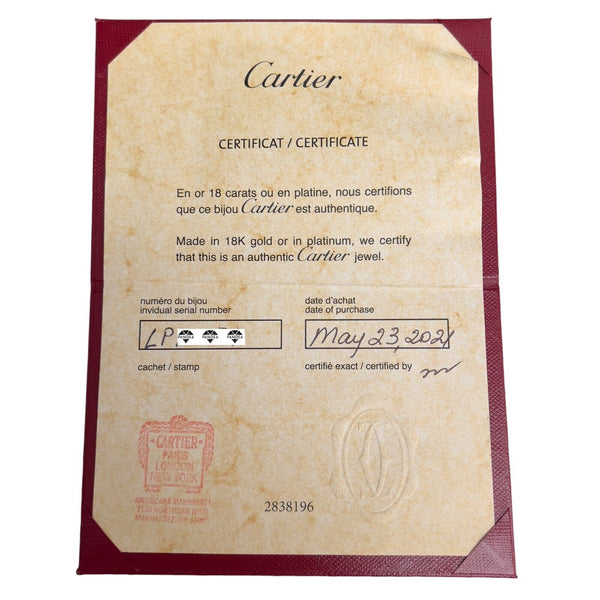 Cartier
CERTIFICAT / CERTIFICATE
En or 18 carats ou en platine, nous certifions
que ce bijou Cartier est authentique.
Made in 18K gold or in platinum, we certify
that this is an authentic Cartier jewel.
numéro du bijou
invidual serial number
date d'achat
date of purchase
LP
May 23, 2021
cachet / stamp
certifié exact / certified by
CARTIER
PARIS
LONDON
NEW YORK
AMERICANA MANHASSET
2838196